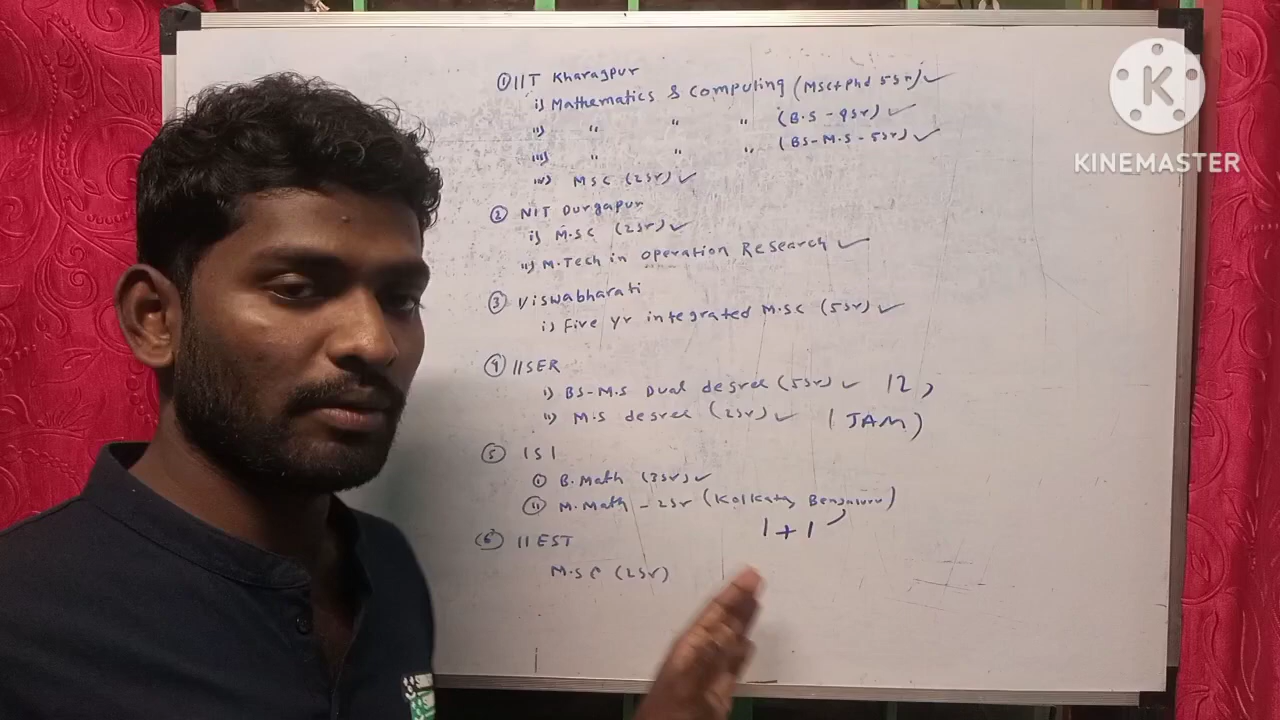 ① IIT Kharagpur
i) Mathematics & Computing (MSc+Phd 5yr) ✓
ii) " " " (B.S - 4yr) ✓
iii) " " " (BS-M.S-5yr) ✓
iv) MSC (2yr) ✓
② NIT Durgapur
i) M.SC (2yr) ✓
ii) M.Tech in Operation Research ✓
③ Viswabharati
i) Five yr integrated M.SC (5yr) ✓
④ IISER
i) BS-M.S Dual degree (5yr) ✓ 12,
ii) M.S degree (2yr) ✓ (JAM)
⑤ ISI
① B.Math (3yr) ✓
ⅱ M.Math - 2yr (Kolkata, Bengaluru)
1+1 ✓
⑥ IIEST
M.SC (2yr)
K
KINEMASTER